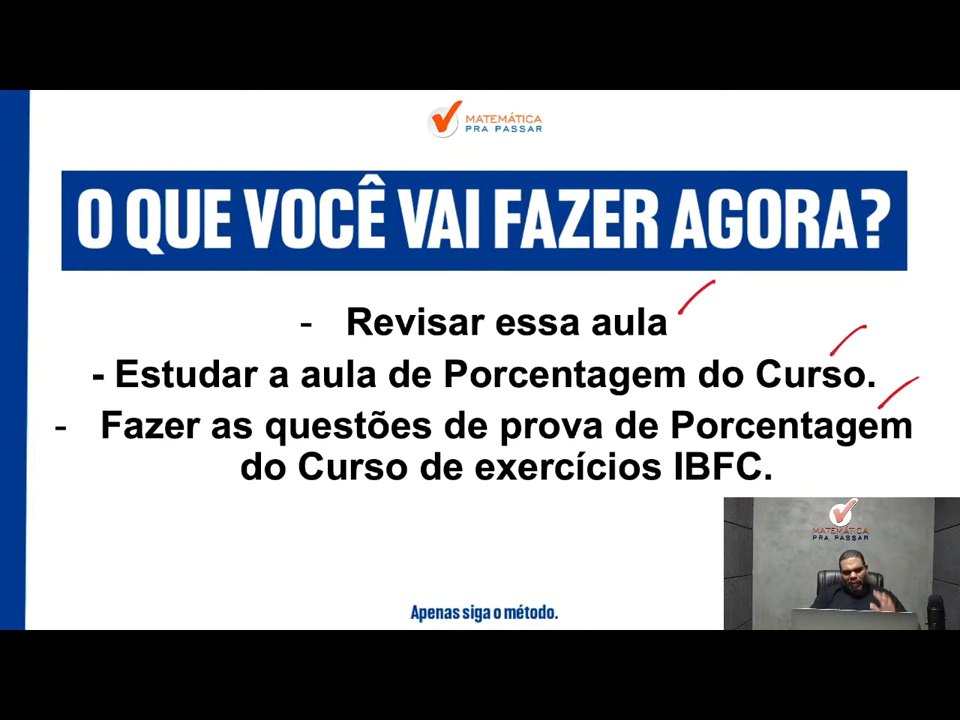 MATEMÁTICA
PRA PASSAR
O QUE VOCÊ VAI FAZER AGORA?
- Revisar essa aula
- Estudar a aula de Porcentagem do Curso.
- Fazer as questões de prova de Porcentagem
do Curso de exercícios IBFC.
MATEMÁTICA
PRA PASSAR
Apenas siga o método.